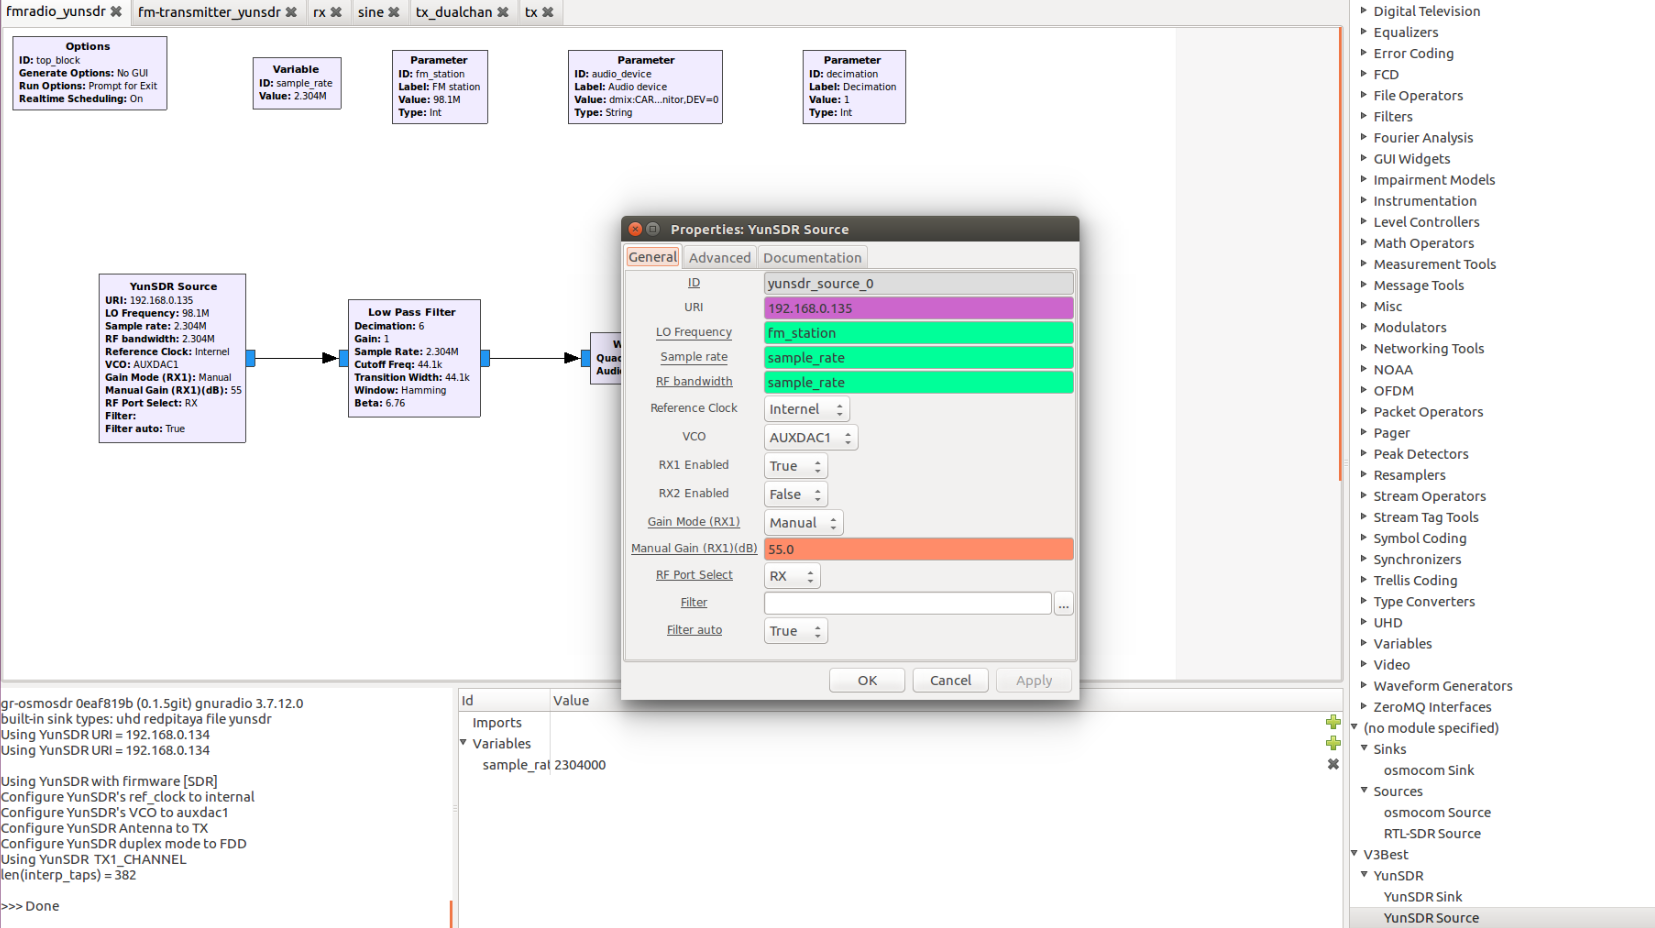 fmradio_yunsdr
fm-transmitter_yunsdr
rx
sine
tx_dualchan
tx
Options
ID: top_block
Generate Options: No GUI
Run Options: Prompt for Exit
Realtime Scheduling: On
Variable
ID: sample_rate
Value: 2.304M
Parameter
ID: fm_station
Label: FM station
Value: 98.1M
Type: Int
Parameter
ID: audio_device
Label: Audio device
Value: dmix:CAR...nitor,DEV=0
Type: String
Parameter
ID: decimation
Label: Decimation
Value: 1
Type: Int
YunSDR Source
URI: 192.168.0.135
LO Frequency: 98.1M
Sample rate: 2.304M
RF bandwidth: 2.304M
Reference Clock: Internel
VCO: AUXDAC1
Gain Mode (RX1): Manual
Manual Gain (RX1)(dB): 55
RF Port Select: RX
Filter:
Filter auto: True
Low Pass Filter
Decimation: 6
Gain: 1
Sample Rate: 2.304M
Cutoff Freq: 44.1k
Transition Width: 44.1k
Window: Hamming
Beta: 6.76
W
Quad
Audi
Properties: YunSDR Source
General
Advanced
Documentation
ID
yunsdr_source_0
URI
192.168.0.135
LO Frequency
fm_station
Sample rate
sample_rate
RF bandwidth
sample_rate
Reference Clock
Internel
VCO
AUXDAC1
RX1 Enabled
True
RX2 Enabled
False
Gain Mode (RX1)
Manual
Manual Gain (RX1)(dB)
55.0
RF Port Select
RX
Filter
...
Filter auto
True
OK
Cancel
Apply
gr-osmosdr 0eaf819b (0.1.5git) gnuradio 3.7.12.0
built-in sink types: uhd redpitaya file yunsdr
Using YunSDR URI = 192.168.0.134
Using YunSDR URI = 192.168.0.134
Using YunSDR with firmware [SDR]
Configure YunSDR's ref_clock to internal
Configure YunSDR's VCO to auxdac1
Configure YunSDR Antenna to TX
Configure YunSDR duplex mode to FDD
Using YunSDR TX1_CHANNEL
len(interp_taps) = 382
>>> Done
Id
Value
Imports
Variables
sample_rat
2304000
Digital Television
Equalizers
Error Coding
FCD
File Operators
Filters
Fourier Analysis
GUI Widgets
Impairment Models
Instrumentation
Level Controllers
Math Operators
Measurement Tools
Message Tools
Misc
Modulators
Networking Tools
NOAA
OFDM
Packet Operators
Pager
Peak Detectors
Resamplers
Stream Operators
Stream Tag Tools
Symbol Coding
Synchronizers
Trellis Coding
Type Converters
UHD
Variables
Video
Waveform Generators
ZeroMQ Interfaces
(no module specified)
Sinks
osmocom Sink
Sources
osmocom Source
RTL-SDR Source
V3Best
YunSDR
YunSDR Sink
YunSDR Source